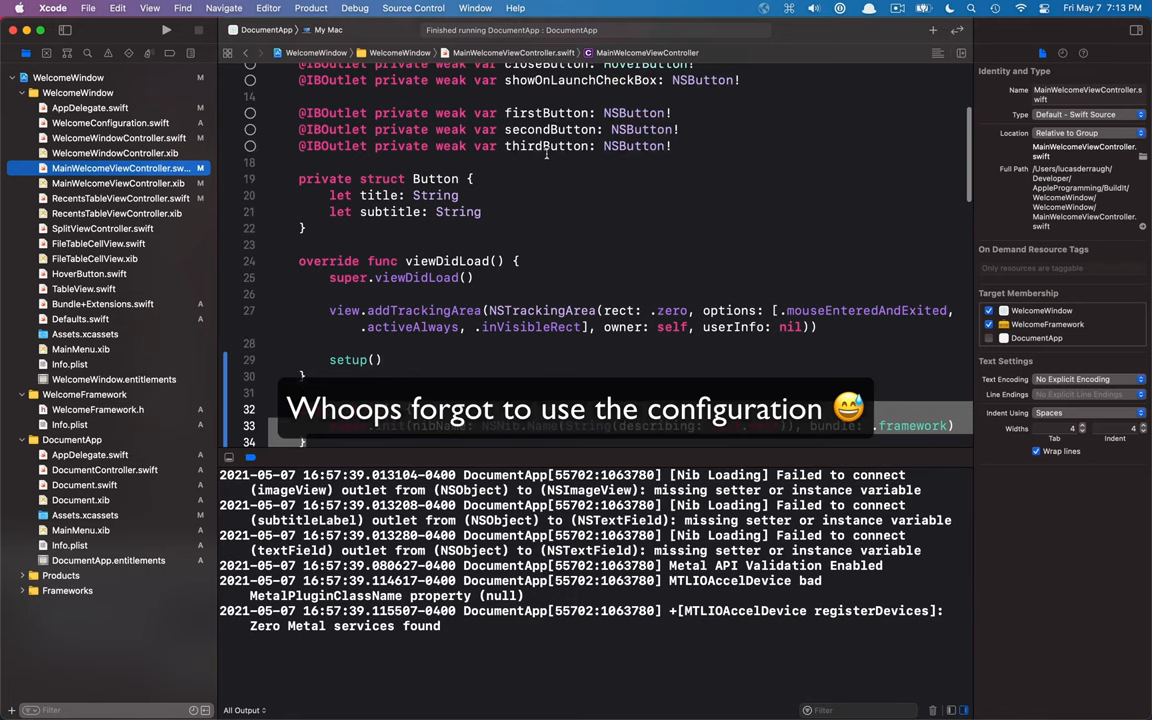 Xcode File Edit View Find Navigate Editor Product Debug Source Control Window Help Fri May 7 7:13 PM
DocumentApp › My Mac Finished running DocumentApp : DocumentApp
WelcomeWindow › WelcomeWindow › MainWelcomeViewController.swift › C MainWelcomeViewController
WelcomeWindow M
WelcomeWindow
AppDelegate.swift M
WelcomeConfiguration.swift A
WelcomeWindowController.swift M
WelcomeWindowController.xib
MainWelcomeViewController.sw... M
MainWelcomeViewController.xib M
RecentsTableViewController.swift M
RecentsTableViewController.xib
SplitViewController.swift M
FileTableCellView.swift
FileTableCellView.xib
HoverButton.swift
TableView.swift
Bundle+Extensions.swift A
Defaults.swift A
Assets.xcassets
MainMenu.xib
Info.plist
WelcomeWindow.entitlements
WelcomeFramework
WelcomeFramework.h A
Info.plist A
DocumentApp
AppDelegate.swift A
DocumentController.swift A
Document.swift A
Document.xib A
Assets.xcassets M
MainMenu.xib A
Info.plist A
DocumentApp.entitlements A
Products
Frameworks
Filter
@IBOutlet private weak var closeButton: HoverButton!
@IBOutlet private weak var showOnLaunchCheckBox: NSButton!
14
@IBOutlet private weak var firstButton: NSButton!
@IBOutlet private weak var secondButton: NSButton!
@IBOutlet private weak var thirdButton: NSButton!
18
19 private struct Button {
20 let title: String
21 let subtitle: String
22 }
23
24 override func viewDidLoad() {
25 super.viewDidLoad()
26
27 view.addTrackingArea(NSTrackingArea(rect: .zero, options: [.mouseEnteredAndExited,
.activeAlways, .inVisibleRect], owner: self, userInfo: nil))
28
29 setup()
30 }
31
32
33 .init(nibName: NSNib.Name(String(describing: )), bundle: .framework)
34 }
Whoops forgot to use the configuration 😅
2021-05-07 16:57:39.013104-0400 DocumentApp[55702:1063780] [Nib Loading] Failed to connect
(imageView) outlet from (NSObject) to (NSImageView): missing setter or instance variable
2021-05-07 16:57:39.013208-0400 DocumentApp[55702:1063780] [Nib Loading] Failed to connect
(subtitleLabel) outlet from (NSObject) to (NSTextField): missing setter or instance variable
2021-05-07 16:57:39.013280-0400 DocumentApp[55702:1063780] [Nib Loading] Failed to connect
(textField) outlet from (NSObject) to (NSTextField): missing setter or instance variable
2021-05-07 16:57:39.080627-0400 DocumentApp[55702:1063780] Metal API Validation Enabled
2021-05-07 16:57:39.114617-0400 DocumentApp[55702:1063780] MTLIOAccelDevice bad
MetalPluginClassName property (null)
2021-05-07 16:57:39.115507-0400 DocumentApp[55702:1063780] +[MTLIOAccelDevice registerDevices]:
Zero Metal services found
All Output Filter
Identity and Type
Name MainWelcomeViewController.s
wift
Type Default - Swift Source
Location Relative to Group
MainWelcomeViewController.
swift
Full Path /Users/lucasderraugh/
Developer/
AppleProgramming/BuildIt/
WelcomeWindow/
WelcomeWindow/
MainWelcomeViewController.
swift
On Demand Resource Tags
Only resources are taggable
Target Membership
WelcomeWindow
WelcomeFramework
DocumentApp
Text Settings
Text Encoding No Explicit Encoding
Line Endings No Explicit Line Endings
Indent Using Spaces
Widths 4 4
Tab Indent
Wrap lines